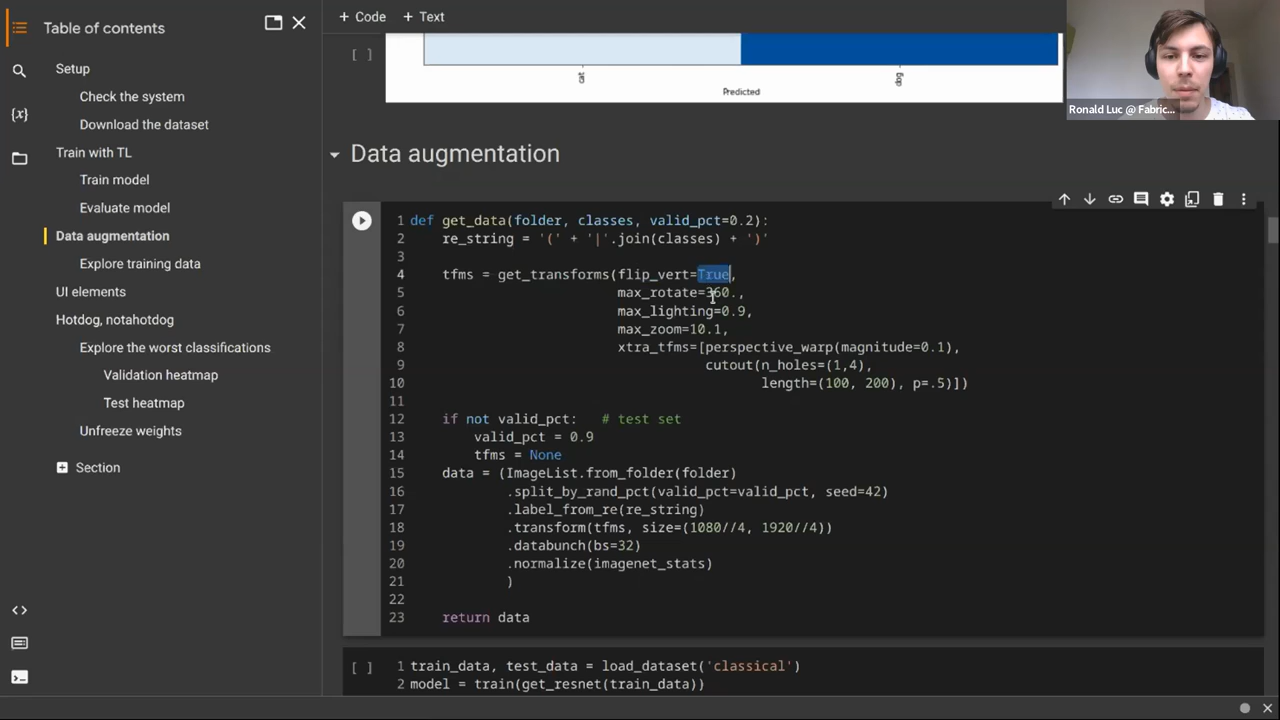 Table of contents
Setup
Check the system
Download the dataset
Train with TL
Train model
Evaluate model
Data augmentation
Explore training data
UI elements
Hotdog, notahotdog
Explore the worst classifications
Validation heatmap
Test heatmap
Unfreeze weights
Section
+ Code + Text
[ ]
cat dog
Predicted
Ronald Luc @ Fabric...
Data augmentation
1 def get_data(folder, classes, valid_pct=0.2):
2 re_string = '(' + '|'.join(classes) + ')'
3
4 tfms = get_transforms(flip_vert=True,
5 max_rotate=360.,
6 max_lighting=0.9,
7 max_zoom=10.1,
8 xtra_tfms=[perspective_warp(magnitude=0.1),
9 cutout(n_holes=(1,4),
10 length=(100, 200), p=.5)])
11
12 if not valid_pct: # test set
13 valid_pct = 0.9
14 tfms = None
15 data = (ImageList.from_folder(folder)
16 .split_by_rand_pct(valid_pct=valid_pct, seed=42)
17 .label_from_re(re_string)
18 .transform(tfms, size=(1080//4, 1920//4))
19 .databunch(bs=32)
20 .normalize(imagenet_stats)
21 )
22
23 return data
[ ] 1 train_data, test_data = load_dataset('classical')
2 model = train(get_resnet(train_data))